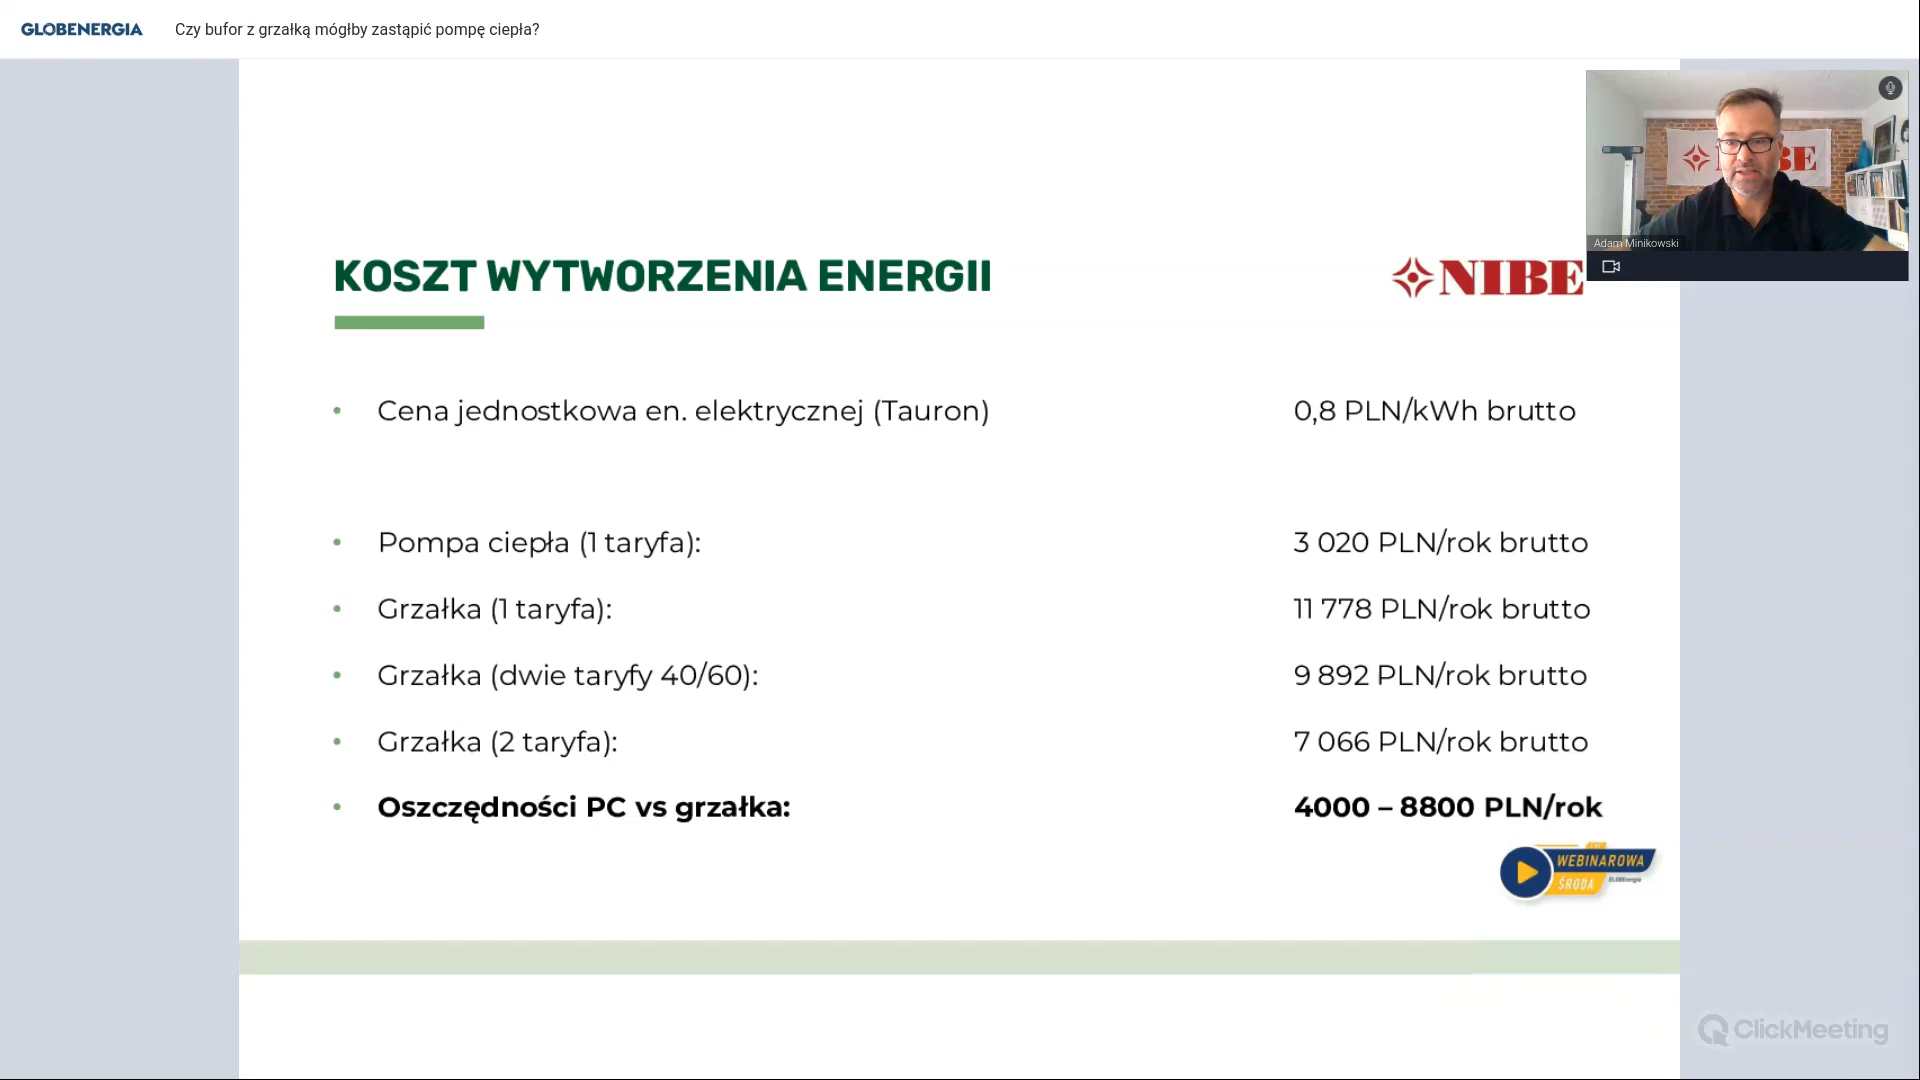 GLOBENERGIA
Czy bufor z grzałką mógłby zastąpić pompę ciepła?
Adam Minikowski
KOSZT WYTWORZENIA ENERGII
NIBE
• Cena jednostkowa en. elektrycznej (Tauron) 0,8 PLN/kWh brutto
• Pompa ciepła (1 taryfa): 3 020 PLN/rok brutto
• Grzałka (1 taryfa): 11 778 PLN/rok brutto
• Grzałka (dwie taryfy 40/60): 9 892 PLN/rok brutto
• Grzałka (2 taryfa): 7 066 PLN/rok brutto
• Oszczędności PC vs grzałka: 4000 – 8800 PLN/rok
WEBINAROWA
ŚRODA
GLOBEnergia
ClickMeeting